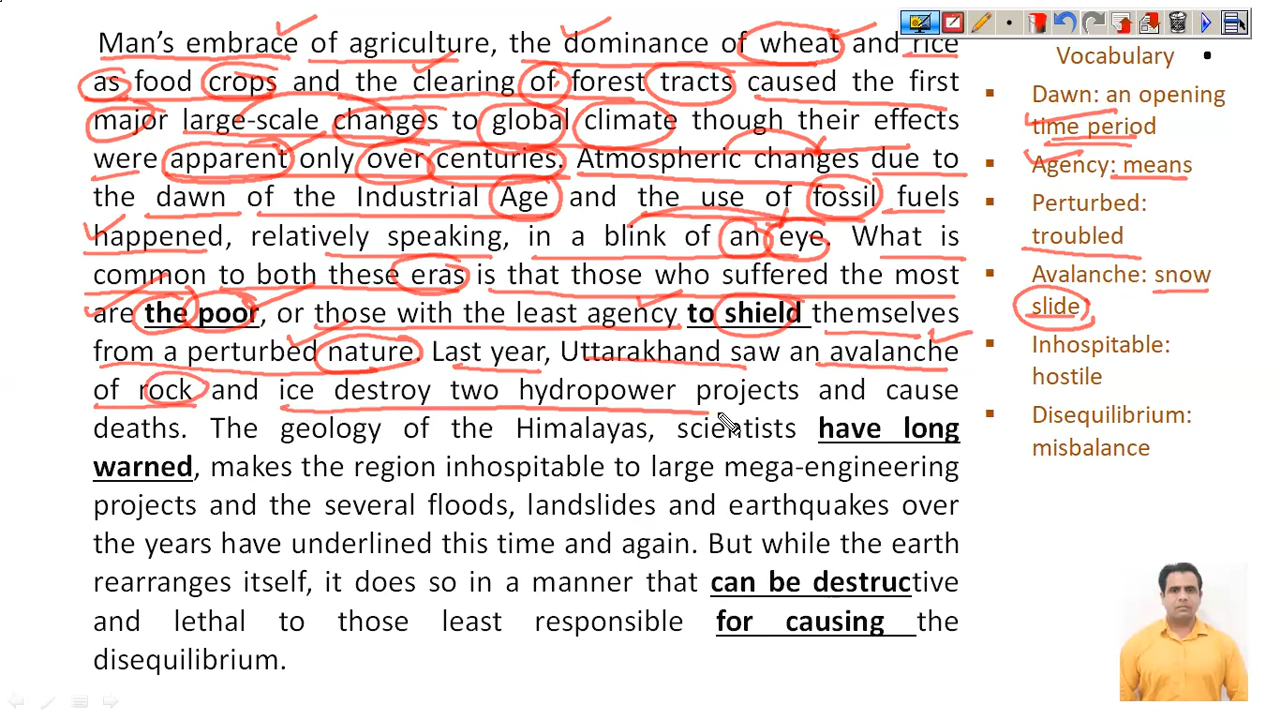 Man's embrace of agriculture, the dominance of wheat and rice
as food crops and the clearing of forest tracts caused the first
major large-scale changes to global climate though their effects
were apparent only over centuries. Atmospheric changes due to
the dawn of the Industrial Age and the use of fossil fuels
happened, relatively speaking, in a blink of an eye. What is
common to both these eras is that those who suffered the most
are the poor, or those with the least agency to shield themselves
from a perturbed nature. Last year, Uttarakhand saw an avalanche
of rock and ice destroy two hydropower projects and cause
deaths. The geology of the Himalayas, scientists have long
warned, makes the region inhospitable to large mega-engineering
projects and the several floods, landslides and earthquakes over
the years have underlined this time and again. But while the earth
rearranges itself, it does so in a manner that can be destructive
and lethal to those least responsible for causing the
disequilibrium.
Vocabulary
Dawn: an opening
time period
Agency: means
Perturbed:
troubled
Avalanche: snow
slide
Inhospitable:
hostile
Disequilibrium:
misbalance